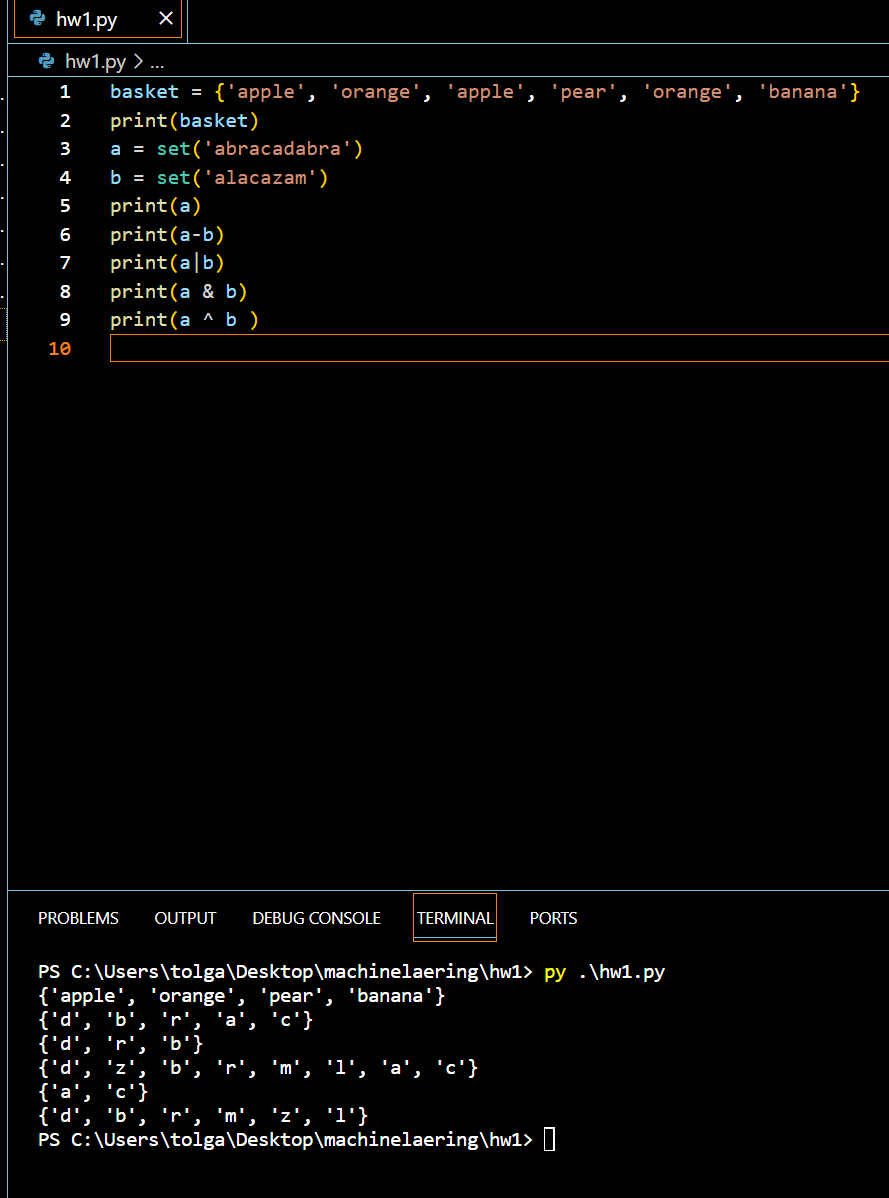 hw1.py
hw1.py > ...
1 basket = {'apple', 'orange', 'apple', 'pear', 'orange', 'banana'}
2 print(basket)
3 a = set('abracadabra')
4 b = set('alacazam')
5 print(a)
6 print(a-b)
7 print(a|b)
8 print(a & b)
9 print(a ^ b )
10
PROBLEMS OUTPUT DEBUG CONSOLE TERMINAL PORTS
PS C:\Users\tolga\Desktop\machinelaering\hw1> py .\hw1.py
{'apple', 'orange', 'pear', 'banana'}
{'d', 'b', 'r', 'a', 'c'}
{'d', 'r', 'b'}
{'d', 'z', 'b', 'r', 'm', 'l', 'a', 'c'}
{'a', 'c'}
{'d', 'b', 'r', 'm', 'z', 'l'}
PS C:\Users\tolga\Desktop\machinelaering\hw1>